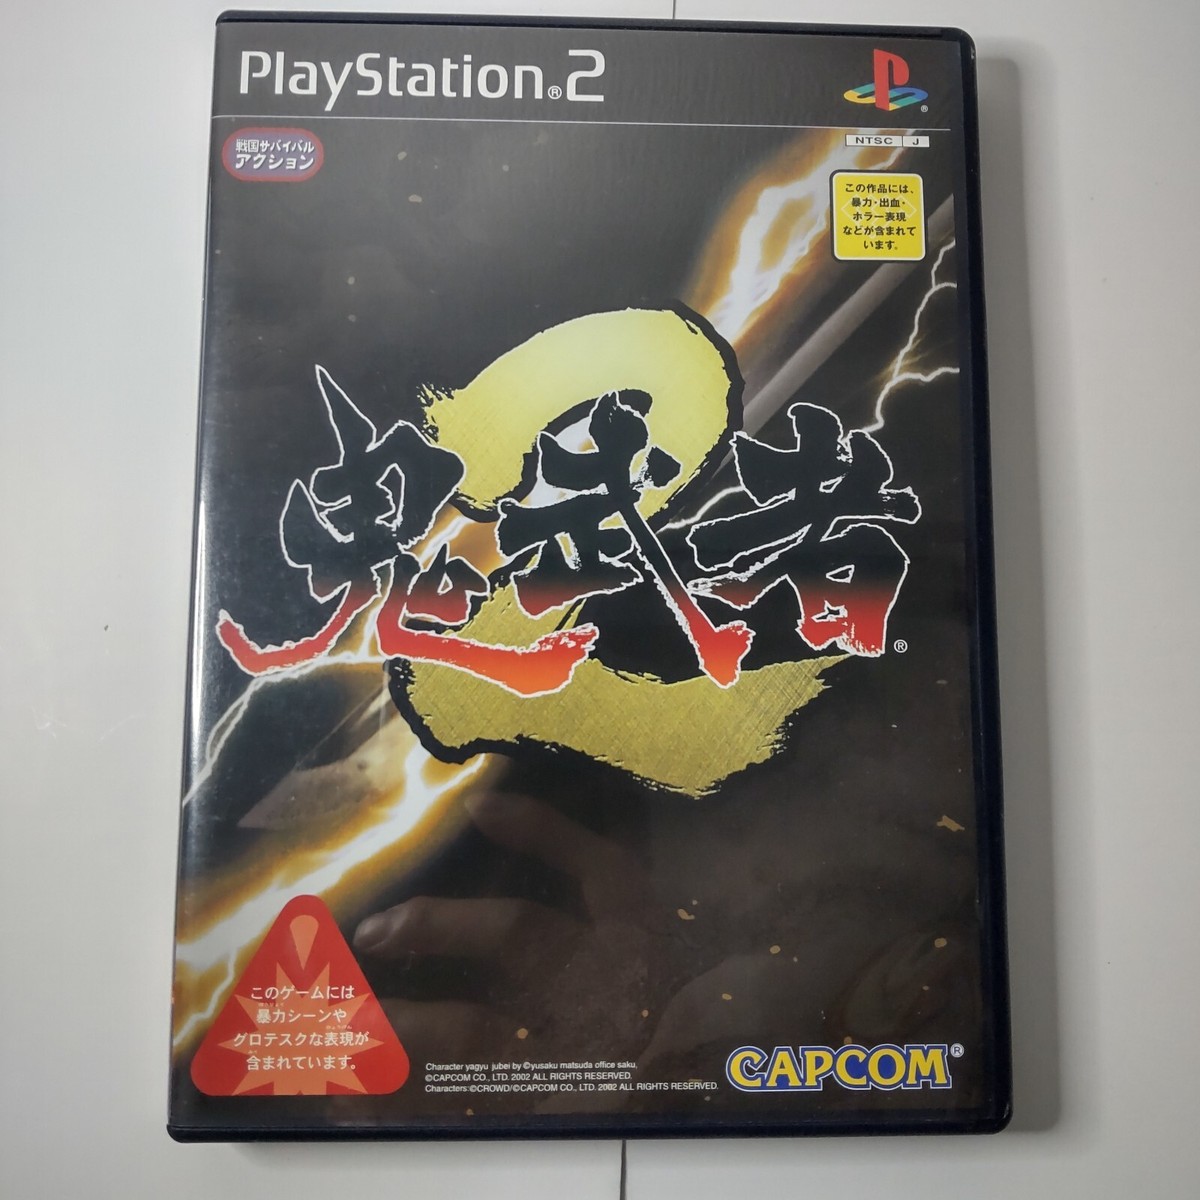 PlayStation®2
®
NTSC J
戦国サバイバル
アクション
この作品には、
暴力・出血・
ホラー表現
などが含まれて
います。
2
鬼武者®
このゲームには
暴力シーンや
グロテスクな表現が
含まれています。
Character yagyu jubei by ©yusaku matsuda office saku,
©CAPCOM CO., LTD. 2002 ALL RIGHTS RESERVED.
Characters:©CROWD/©CAPCOM CO., LTD. 2002 ALL RIGHTS RESERVED.
CAPCOM®